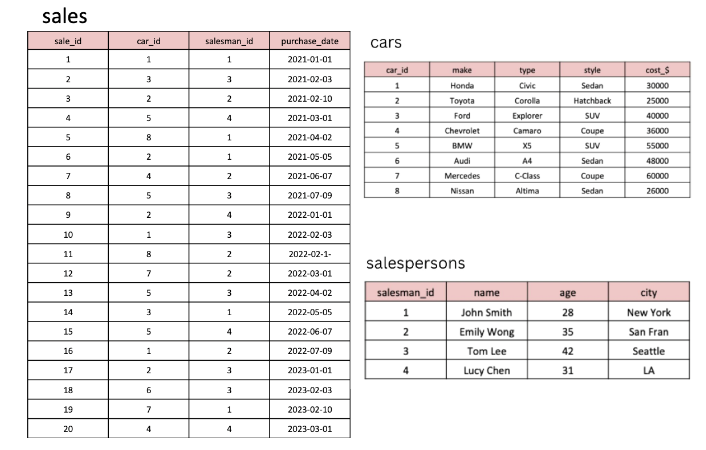 sales
sale_id car_id salesman_id purchase_date
1 1 1 2021-01-01
2 3 3 2021-02-03
3 2 2 2021-02-10
4 5 4 2021-03-01
5 8 1 2021-04-02
6 2 1 2021-05-05
7 4 2 2021-06-07
8 5 3 2021-07-09
9 2 4 2022-01-01
10 1 3 2022-02-03
11 8 2 2022-02-1-
12 7 2 2022-03-01
13 5 3 2022-04-02
14 3 1 2022-05-05
15 5 4 2022-06-07
16 1 2 2022-07-09
17 2 3 2023-01-01
18 6 3 2023-02-03
19 7 1 2023-02-10
20 4 4 2023-03-01
cars
car_id make type style cost_$
1 Honda Civic Sedan 30000
2 Toyota Corolla Hatchback 25000
3 Ford Explorer SUV 40000
4 Chevrolet Camaro Coupe 36000
5 BMW X5 SUV 55000
6 Audi A4 Sedan 48000
7 Mercedes C-Class Coupe 60000
8 Nissan Altima Sedan 26000
salespersons
salesman_id name age city
1 John Smith 28 New York
2 Emily Wong 35 San Fran
3 Tom Lee 42 Seattle
4 Lucy Chen 31 LA